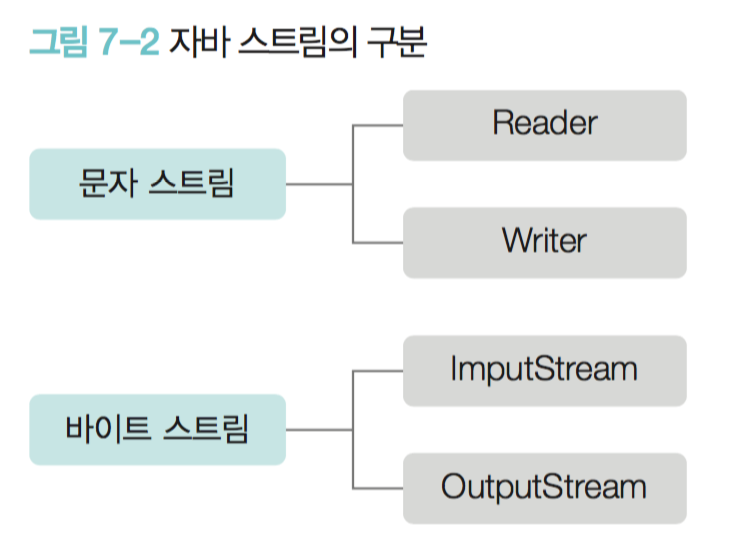 그림 7-2 자바 스트림의 구분
문자 스트림
Reader
Writer
바이트 스트림
ImputStream
OutputStream